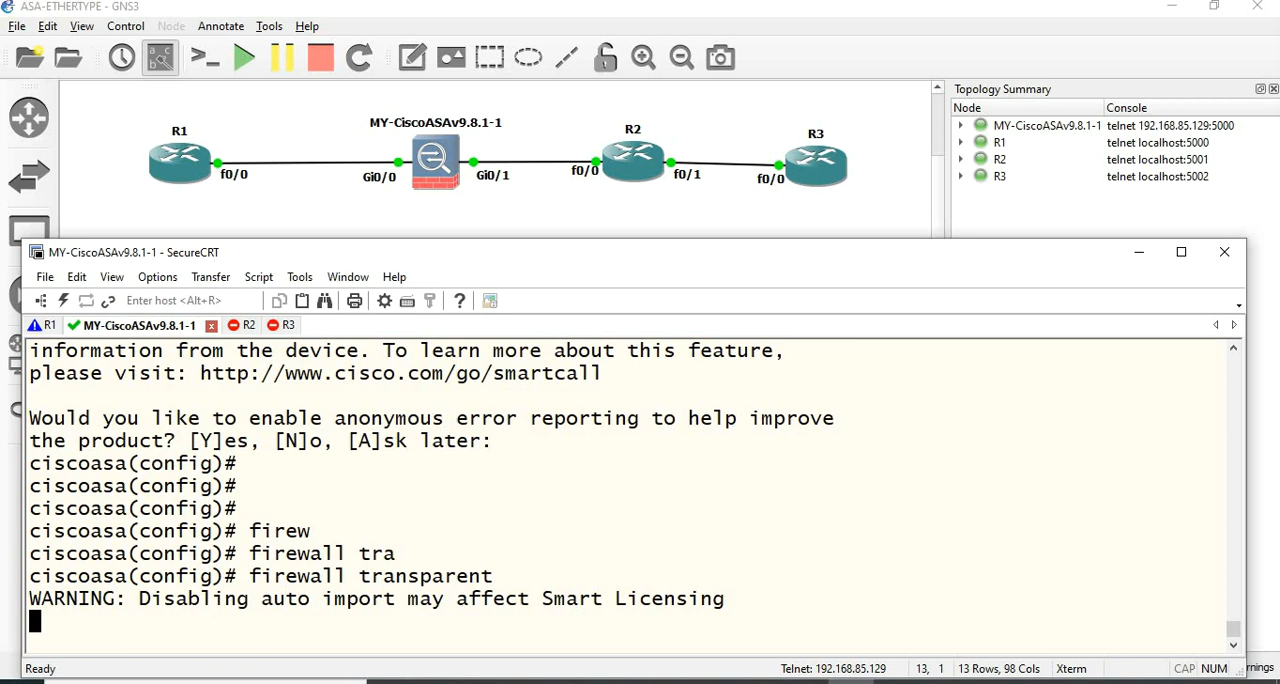 ASA-ETHERTYPE - GNS3
File Edit View Control Node Annotate Tools Help
R1
MY-CiscoASAv9.8.1-1
R2
R3
f0/0
Gi0/0
Gi0/1
f0/0
f0/1
f0/0
Topology Summary
Node Console
MY-CiscoASAv9.8.1-1 telnet 192.168.85.129:5000
R1 telnet localhost:5000
R2 telnet localhost:5001
R3 telnet localhost:5002
MY-CiscoASAv9.8.1-1 - SecureCRT
File Edit View Options Transfer Script Tools Window Help
Enter host <Alt+R>
R1 MY-CiscoASAv9.8.1-1 R2 R3
information from the device. To learn more about this feature,
please visit: http://www.cisco.com/go/smartcall
Would you like to enable anonymous error reporting to help improve
the product? [Y]es, [N]o, [A]sk later:
ciscoasa(config)#
ciscoasa(config)#
ciscoasa(config)#
ciscoasa(config)# firew
ciscoasa(config)# firewall tra
ciscoasa(config)# firewall transparent
WARNING: Disabling auto import may affect Smart Licensing
Ready Telnet: 192.168.85.129 13, 1 13 Rows, 98 Cols Xterm CAP NUM